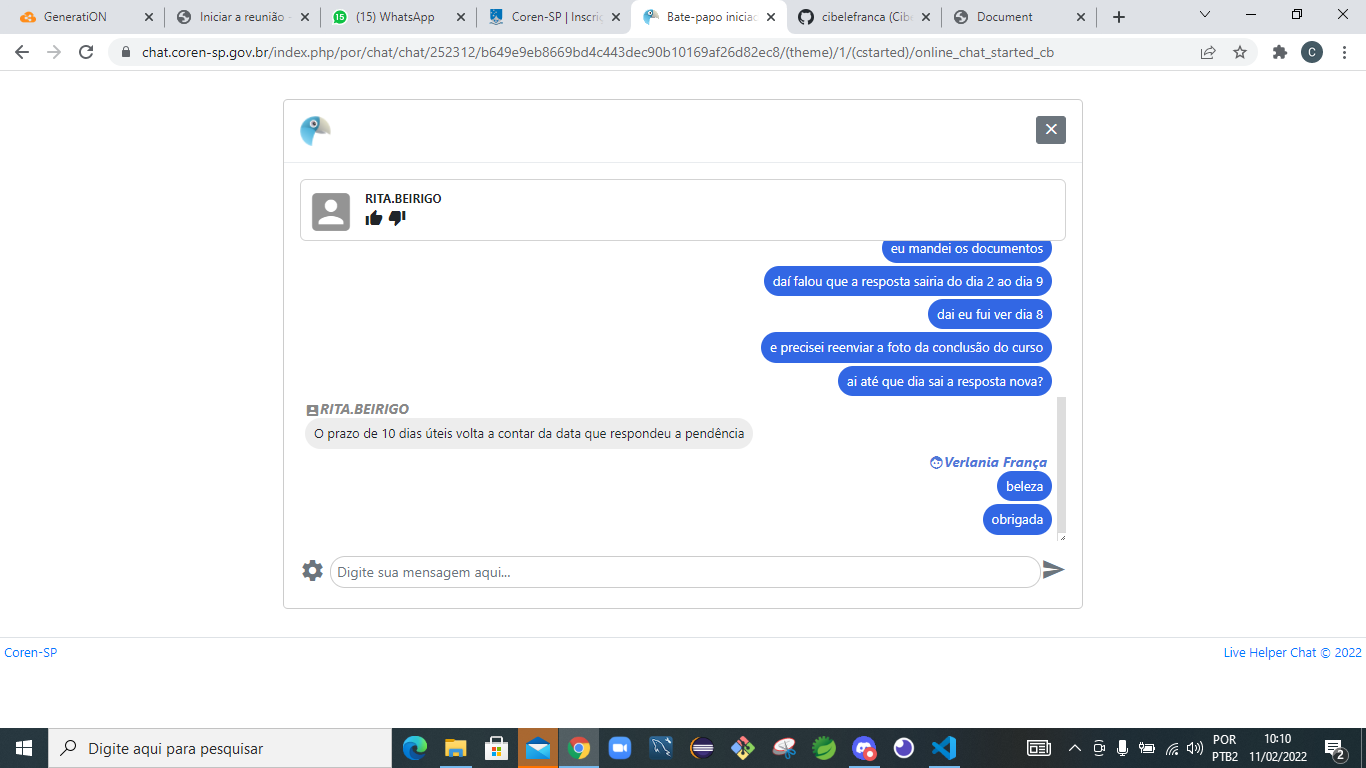 GeneratiON
Iniciar a reunião
(15) WhatsApp
Coren-SP | Inscri
Bate-papo inicia
cibelefranca (Cib
Document
chat.coren-sp.gov.br/index.php/por/chat/chat/252312/b649e9eb8669bd4c443dec90b10169af26d82ec8/(theme)/1/(cstarted)/online_chat_started_cb
C
RITA.BEIRIGO
eu mandei os documentos
daí falou que a resposta sairia do dia 2 ao dia 9
dai eu fui ver dia 8
e precisei reenviar a foto da conclusão do curso
ai até que dia sai a resposta nova?
RITA.BEIRIGO
O prazo de 10 dias úteis volta a contar da data que respondeu a pendência
Verlania França
beleza
obrigada
Digite sua mensagem aqui...
Coren-SP
Live Helper Chat © 2022
Digite aqui para pesquisar
POR
PTB2
10:10
11/02/2022
2